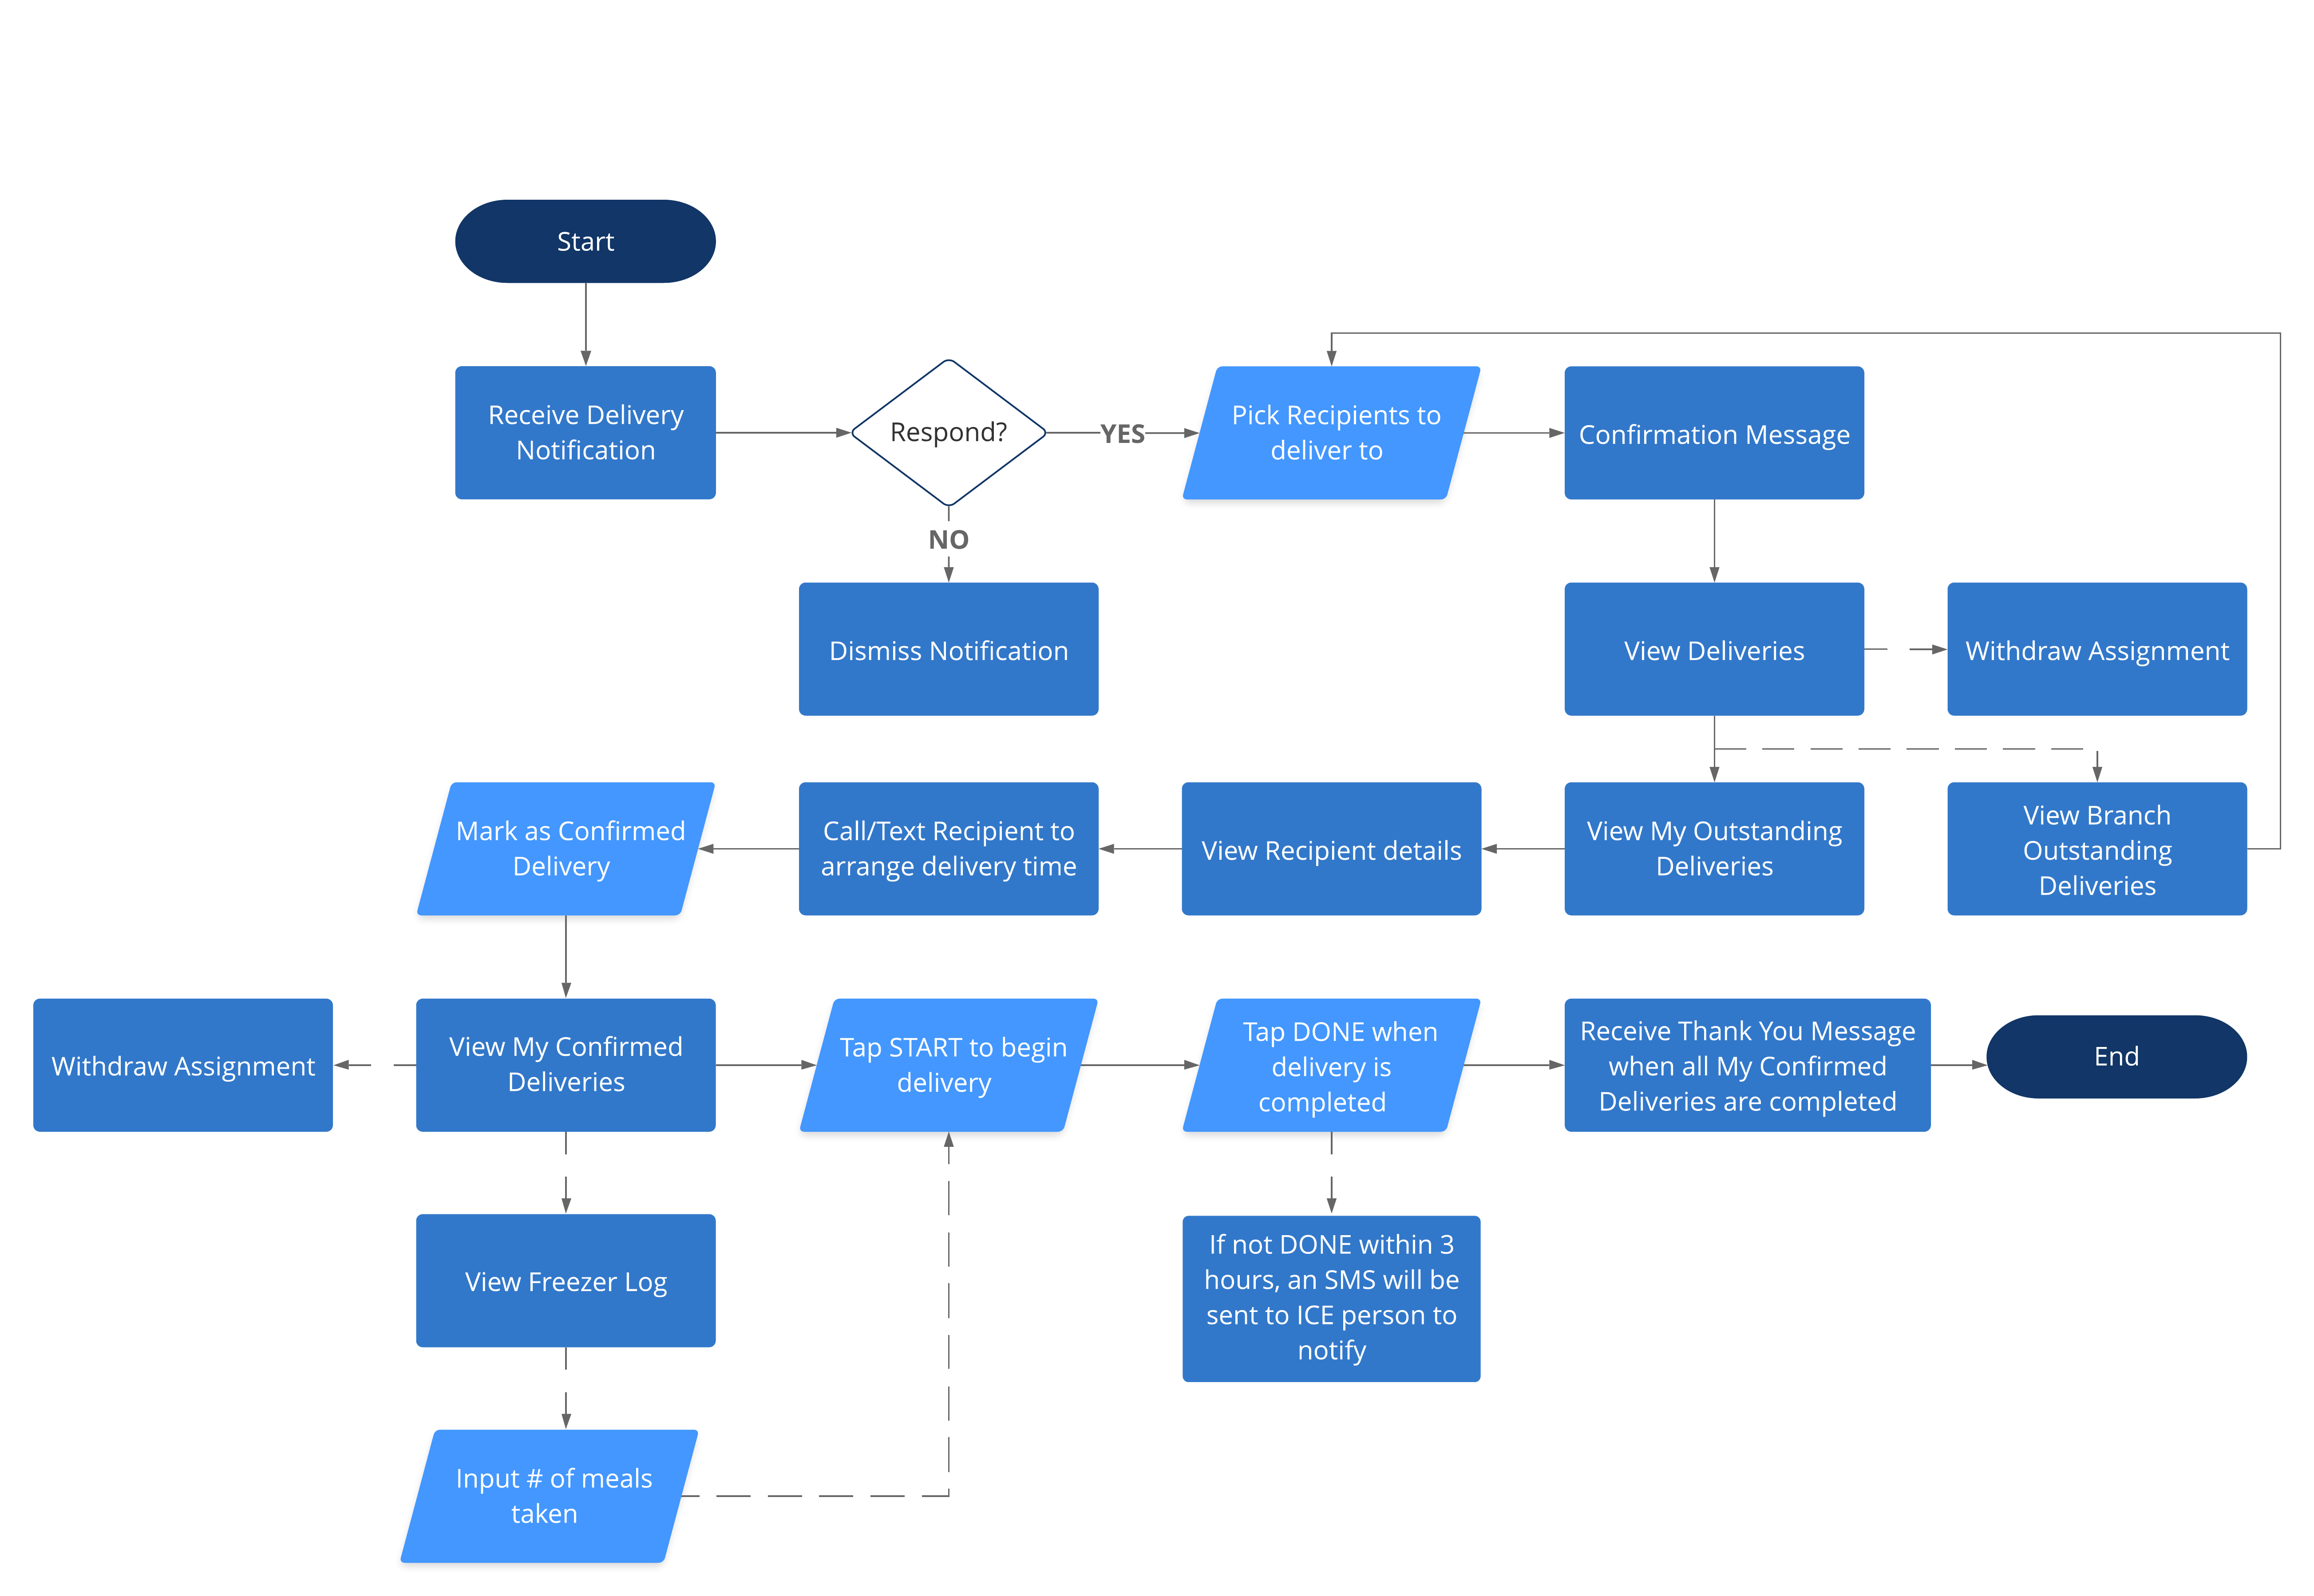 Start
Receive Delivery
Notification
Respond?
YES
Pick Recipients to
deliver to
Confirmation Message
NO
Dismiss Notification
View Deliveries
Withdraw Assignment
Mark as Confirmed
Delivery
Call/Text Recipient to
arrange delivery time
View Recipient details
View My Outstanding
Deliveries
View Branch
Outstanding
Deliveries
Withdraw Assignment
View My Confirmed
Deliveries
Tap START to begin
delivery
Tap DONE when
delivery is
completed
Receive Thank You Message
when all My Confirmed
Deliveries are completed
End
View Freezer Log
If not DONE within 3
hours, an SMS will be
sent to ICE person to
notify
Input # of meals
taken